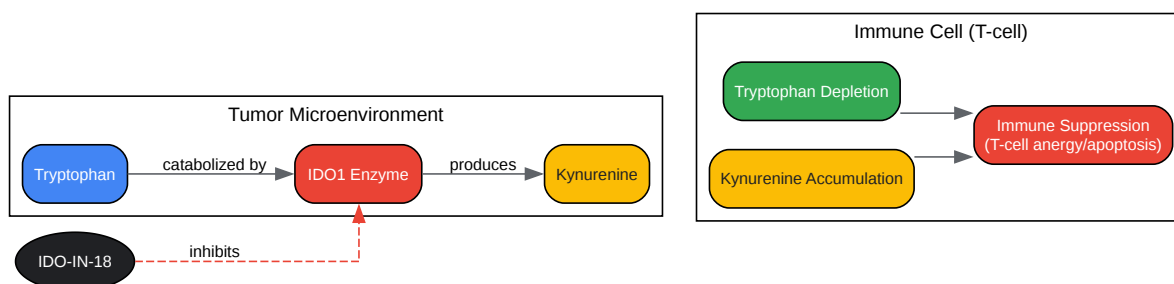 Tumor Microenvironment
Tryptophan
catabolized by
IDO1 Enzyme
produces
Kynurenine
IDO-IN-18
inhibits
Immune Cell (T-cell)
Tryptophan Depletion
Kynurenine Accumulation
Immune Suppression
(T-cell anergy/apoptosis)